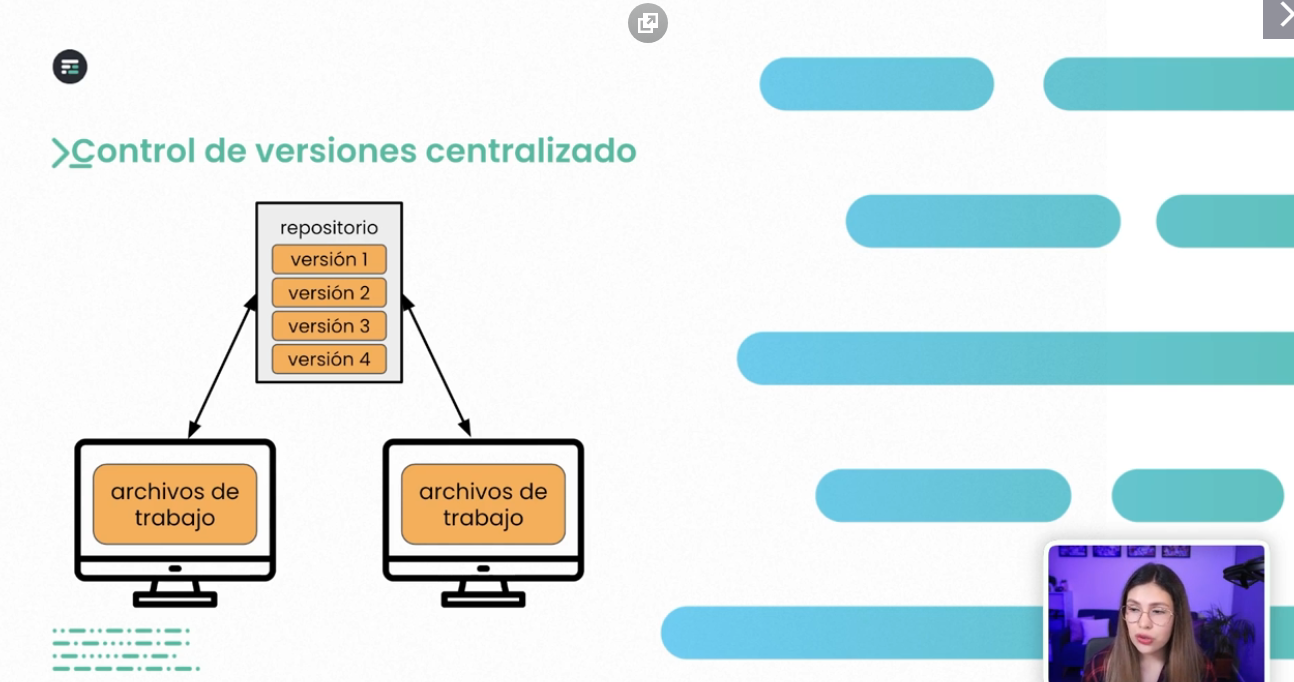 Control de versiones centralizado
repositorio
versión 1
versión 2
versión 3
versión 4
archivos de
trabajo
archivos de
trabajo